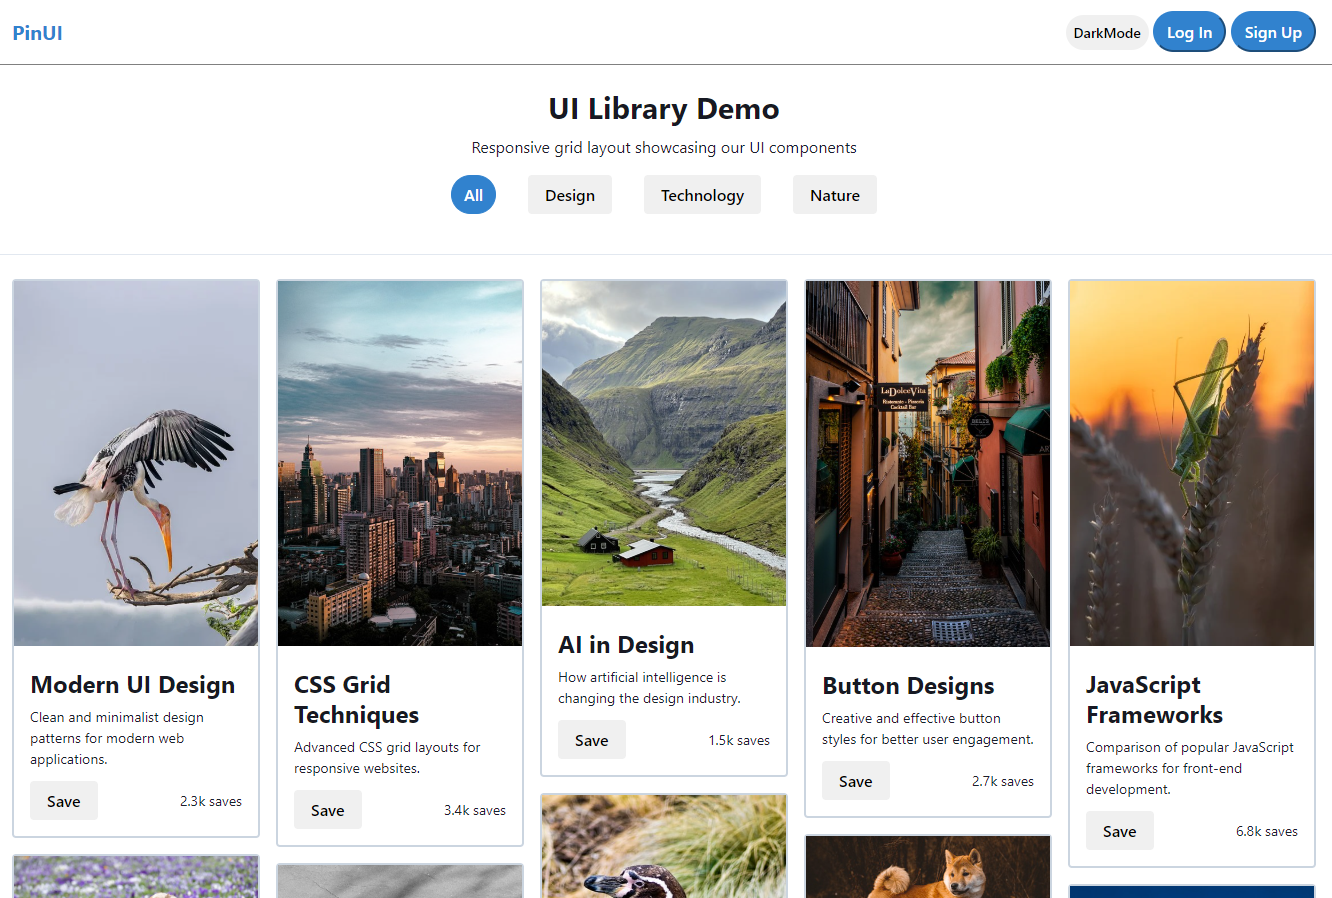 PinUI
DarkMode
Log In
Sign Up
UI Library Demo
Responsive grid layout showcasing our UI components
All
Design
Technology
Nature
Modern UI Design
Clean and minimalist design
patterns for modern web
applications.
Save
2.3k saves
CSS Grid
Techniques
Advanced CSS grid layouts for
responsive websites.
Save
3.4k saves
AI in Design
How artificial intelligence is
changing the design industry.
Save
1.5k saves
LaDolceVita
Ristorante - Pizzeria
Cocktail Bar
Button Designs
Creative and effective button
styles for better user engagement.
Save
2.7k saves
JavaScript
Frameworks
Comparison of popular JavaScript
frameworks for front-end
development.
Save
6.8k saves